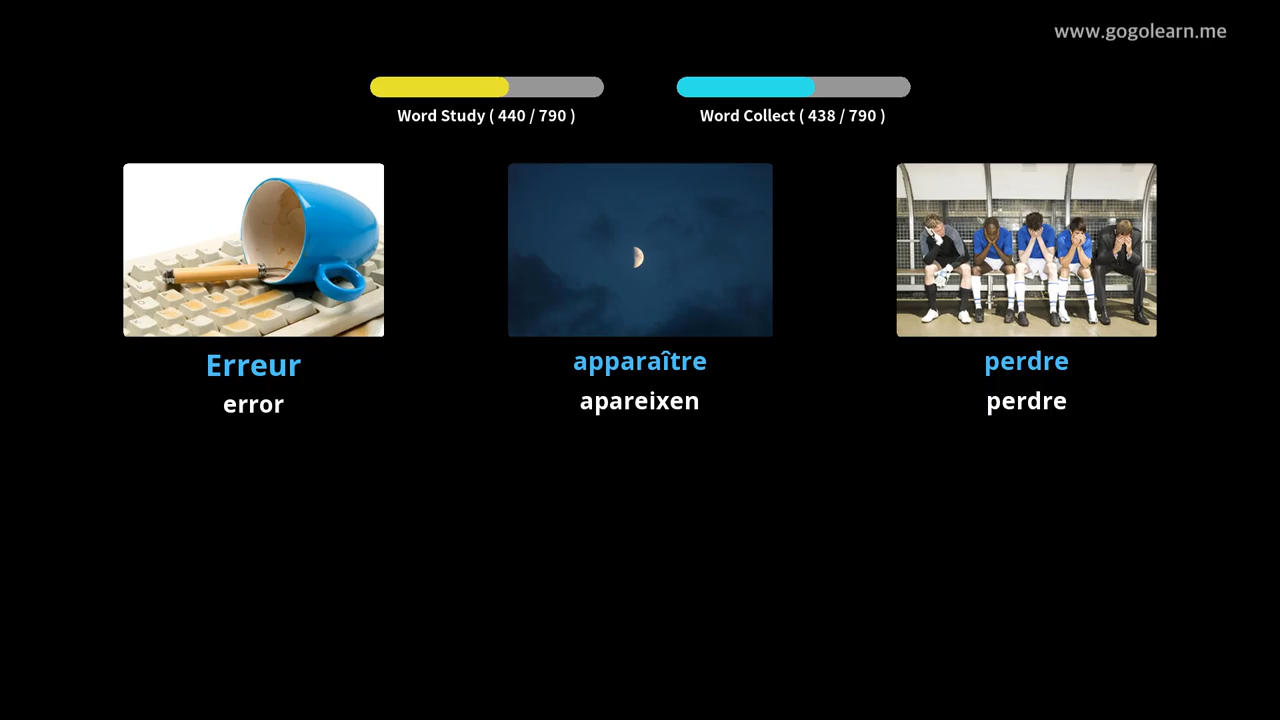 www.gogolearn.me
Word Study ( 440 / 790 )
Word Collect ( 438 / 790 )
Erreur
error
apparaître
apareixen
perdre
perdre